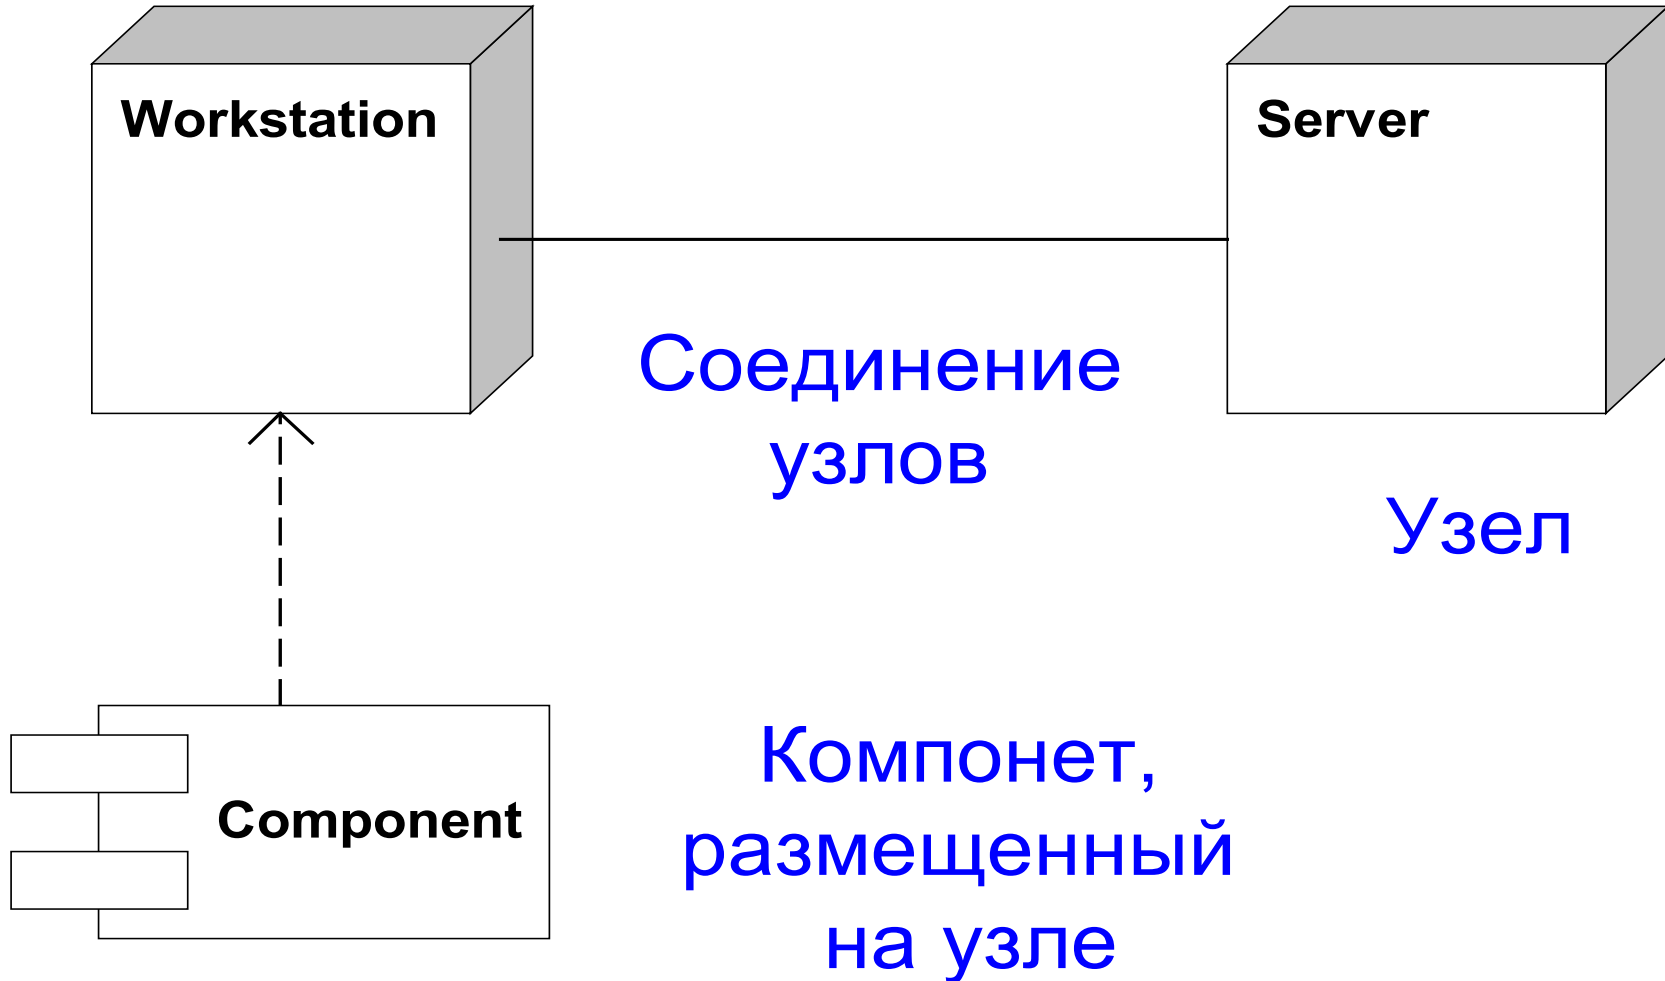 Workstation
Server
Соединение
узлов
Узел
Component
Компонет,
размещенный
на узле